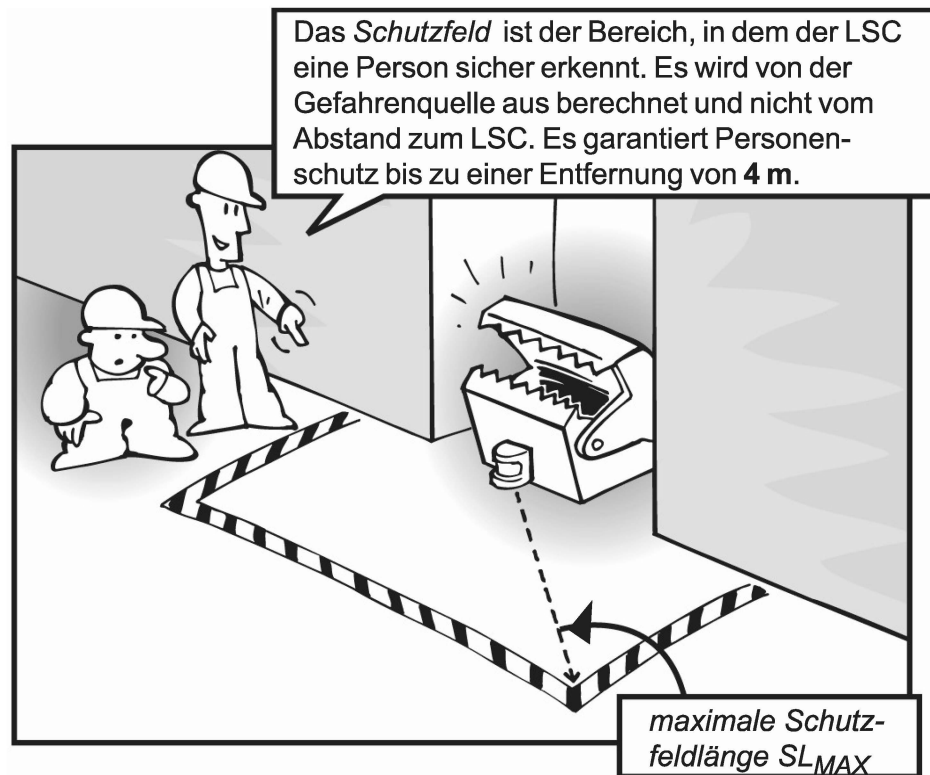 Das Schutzfeld ist der Bereich, in dem der LSC
eine Person sicher erkennt. Es wird von der
Gefahrenquelle aus berechnet und nicht vom
Abstand zum LSC. Es garantiert Personen-
schutz bis zu einer Entfernung von 4 m.
maximale Schutz-
feldlänge SLMAX